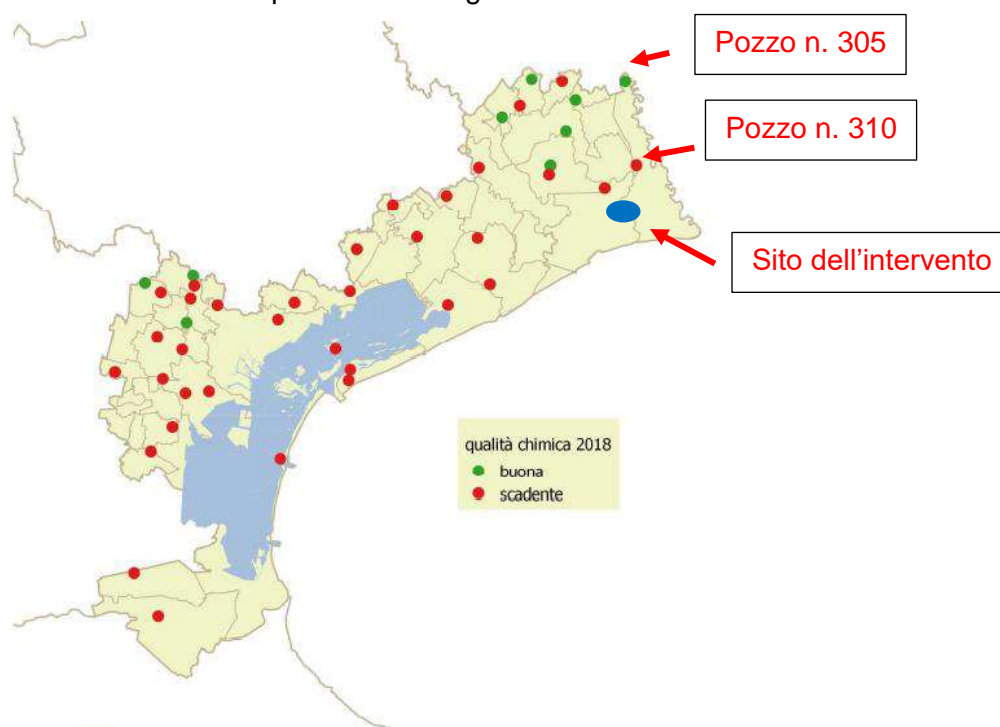 Pozzo n. 305
Pozzo n. 310
Sito dell'intervento
qualità chimica 2018
buona
scadente